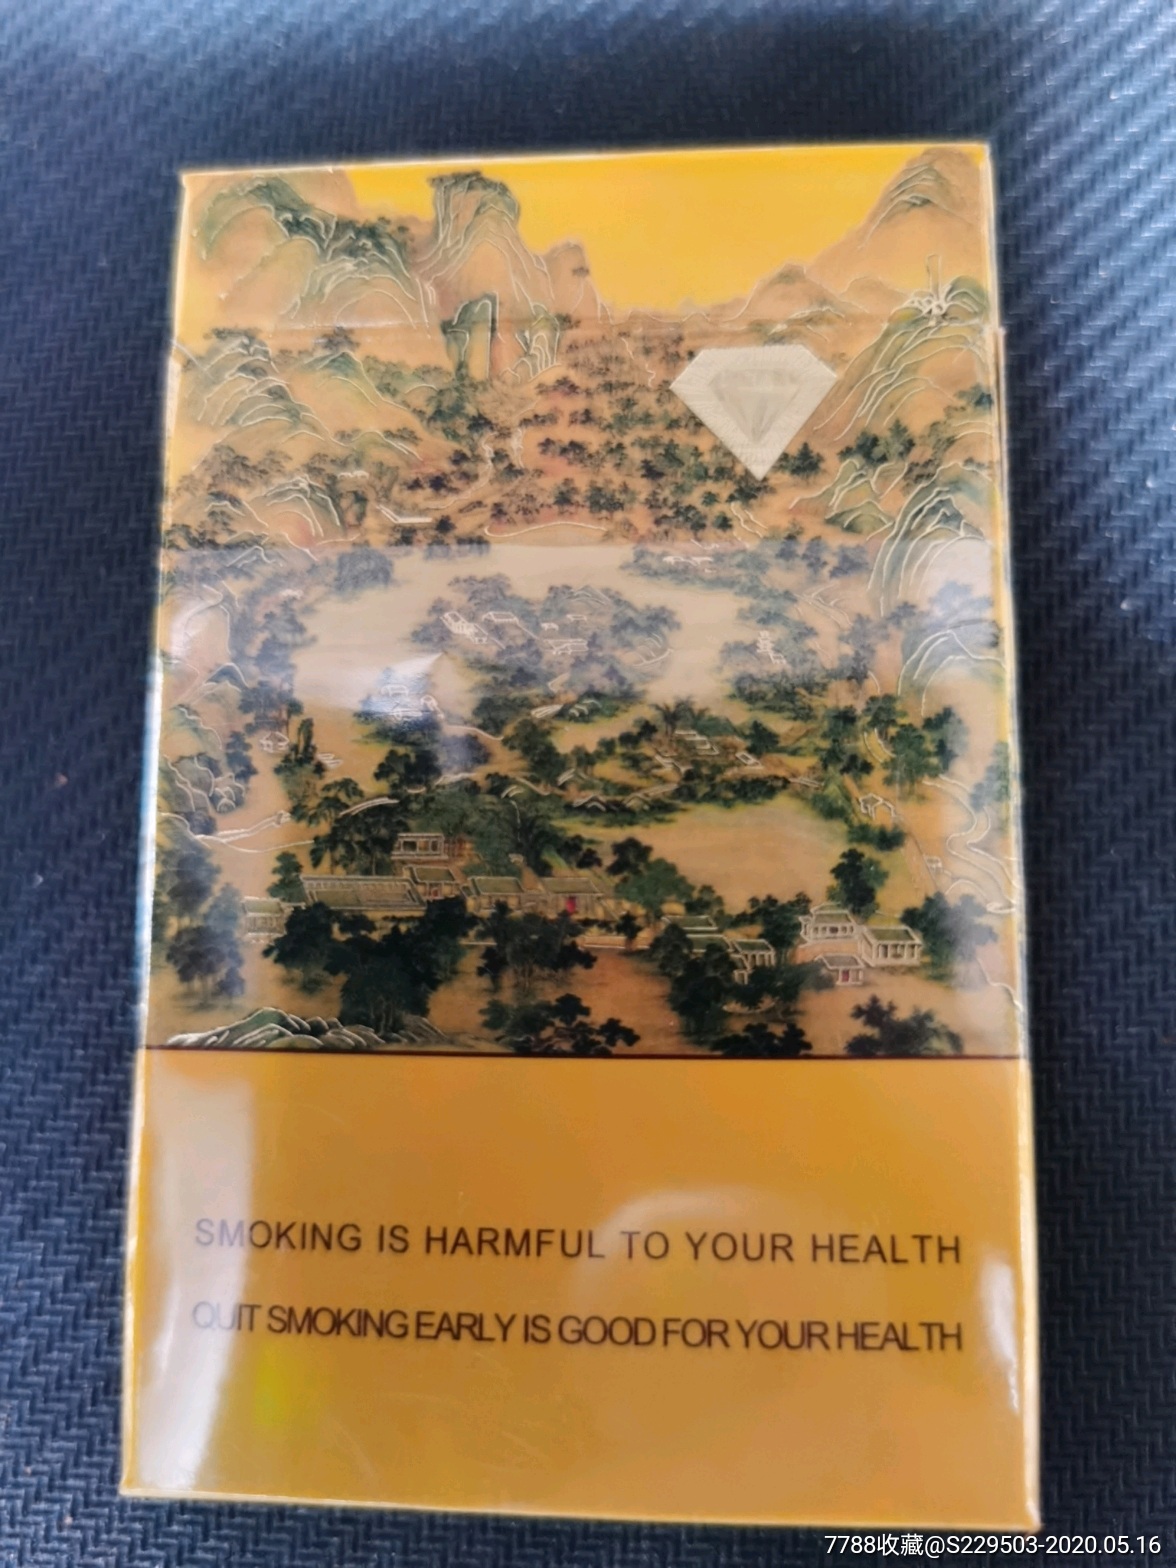 SMOKING IS HARMFUL TO YOUR HEALTH
QUIT SMOKING EARLY IS GOOD FOR YOUR HEALTH
7788收藏@S229503-2020.05.16